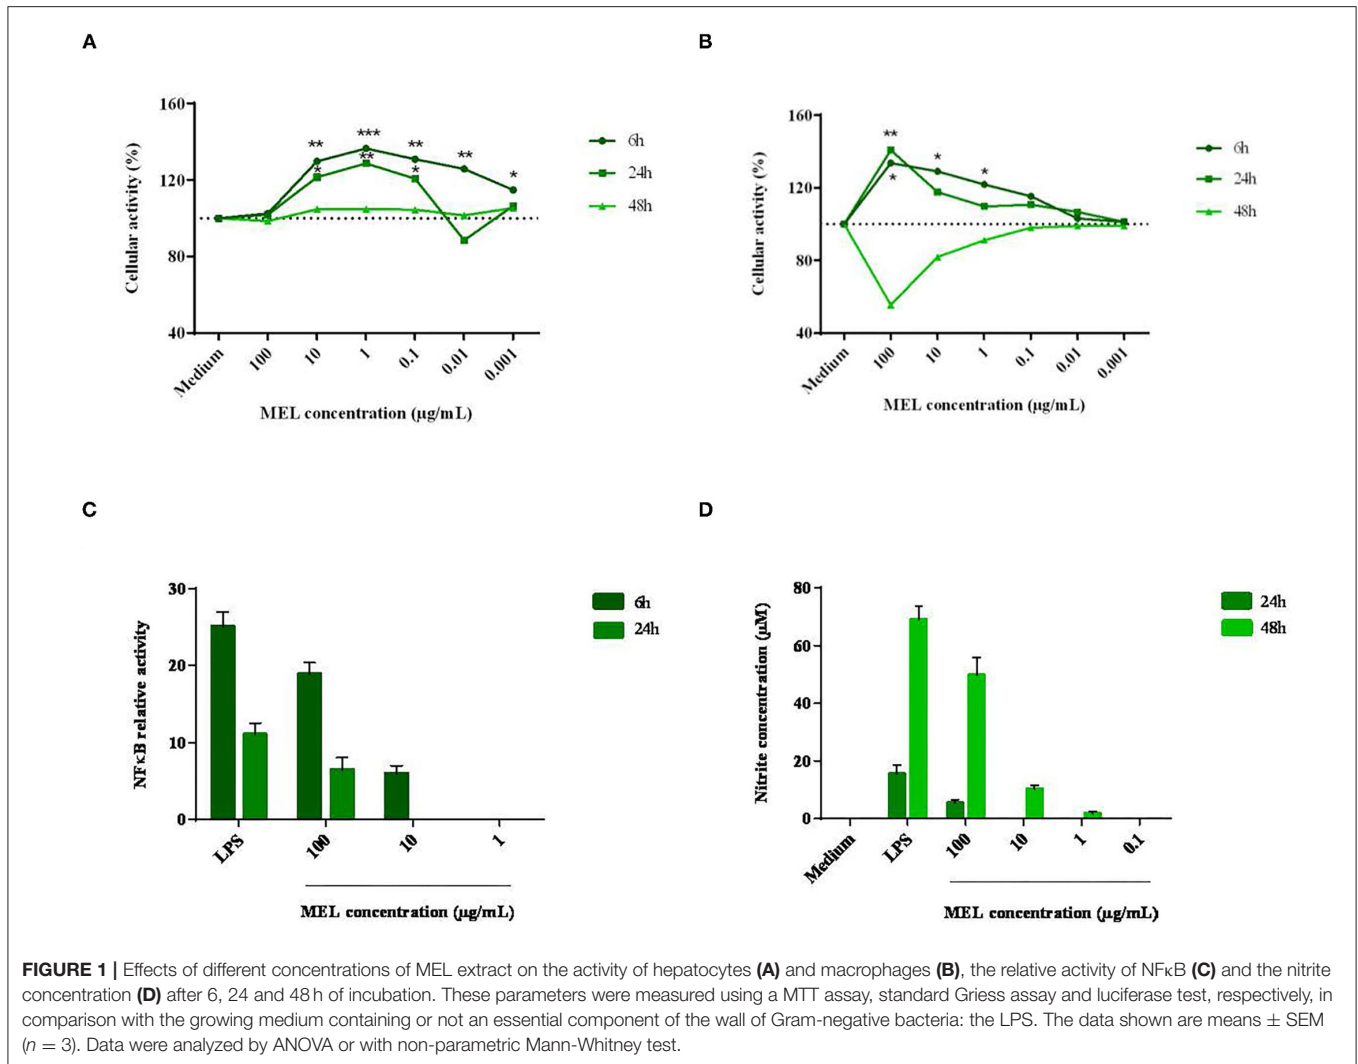 A
160
120
80
40
Cellular activity (%)
** *** ** ** *
* ** *
6h
24h
48h
Medium 100 10 1 0.1 0.01 0.001
MEL concentration (µg/mL)
B
160
120
80
40
Cellular activity (%)
** * *
*
6h
24h
48h
Medium 100 10 1 0.1 0.01 0.001
MEL concentration (µg/mL)
C
30
20
10
0
NFκB relative activity
6h
24h
LPS 100 10 1
MEL concentration (µg/mL)
D
80
60
40
20
0
Nitrite concentration (µM)
24h
48h
Medium LPS 100 10 1 0.1
MEL concentration (µg/mL)
FIGURE 1 | Effects of different concentrations of MEL extract on the activity of hepatocytes (A) and macrophages (B), the relative activity of NFκB (C) and the nitrite
concentration (D) after 6, 24 and 48 h of incubation. These parameters were measured using a MTT assay, standard Griess assay and luciferase test, respectively, in
comparison with the growing medium containing or not an essential component of the wall of Gram-negative bacteria: the LPS. The data shown are means ± SEM
(n = 3). Data were analyzed by ANOVA or with non-parametric Mann-Whitney test.